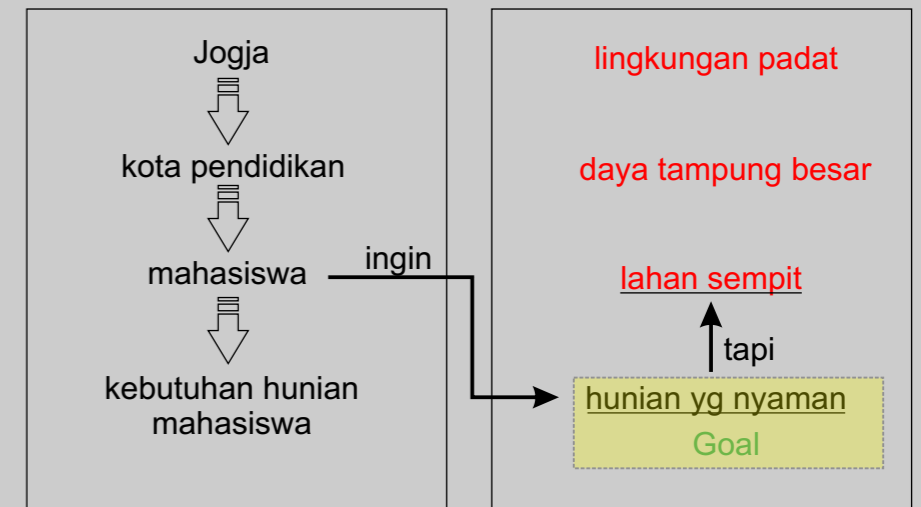 Jogja
kota pendidikan
mahasiswa
ingin
kebutuhan hunian
mahasiswa
lingkungan padat
daya tampung besar
lahan sempit
tapi
hunian yg nyaman
Goal